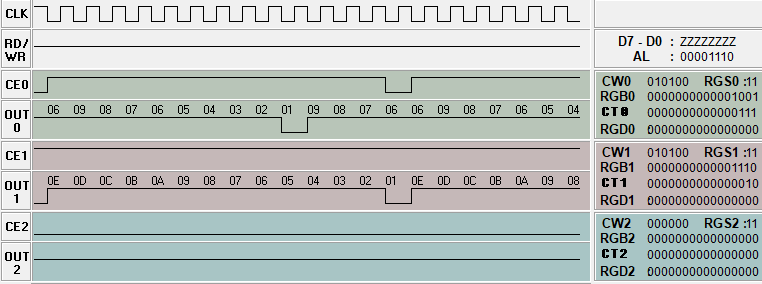 CLK
RD/
WR
D7 - D0 : ZZZZZZZZ
AL : 00001110
CE0
CW0 010100 RGS0 :11
RGB0 0000000000001001
OUT
0
06 09 08 07 06 05 04 03 02 01 09 08 07 06 06 09 08 07 06 05 04
CT0 0000000000000111
RGD0 0000000000000000
CE1
CW1 010100 RGS1 :11
RGB1 0000000000001110
OUT
1
0E 0D 0C 0B 0A 09 08 07 06 05 04 03 02 01 0E 0D 0C 0B 0A 09 08
CT1 0000000000000010
RGD1 0000000000000000
CE2
CW2 000000 RGS2 :11
RGB2 0000000000000000
OUT
2
CT2 0000000000000000
RGD2 0000000000000000